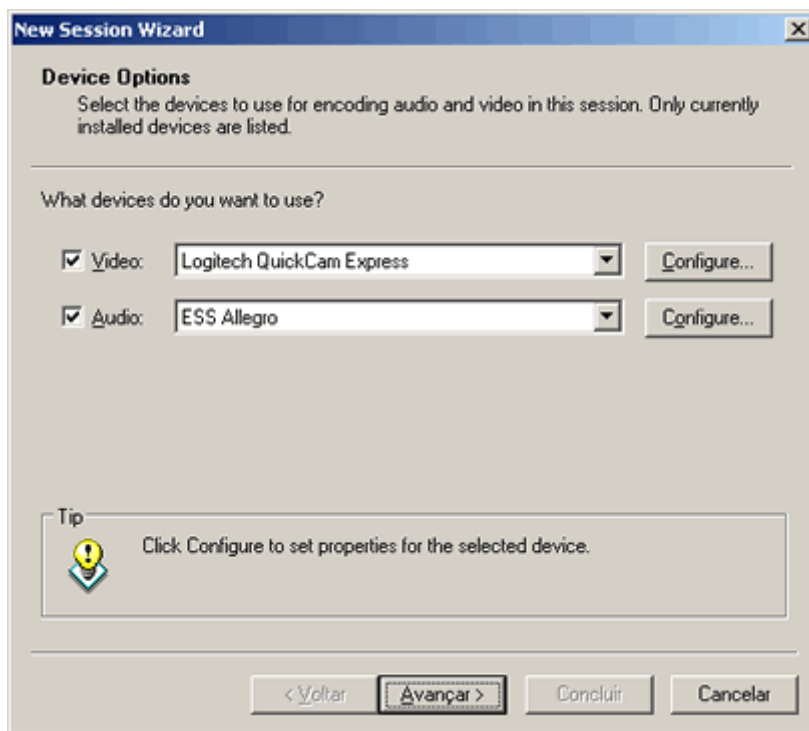 New Session Wizard
Device Options
Select the devices to use for encoding audio and video in this session. Only currently
installed devices are listed.
What devices do you want to use?
Video: Logitech QuickCam Express Configure...
Audio: ESS Allegro Configure...
Tip
Click Configure to set properties for the selected device.
< Voltar Avançar > Concluir Cancelar